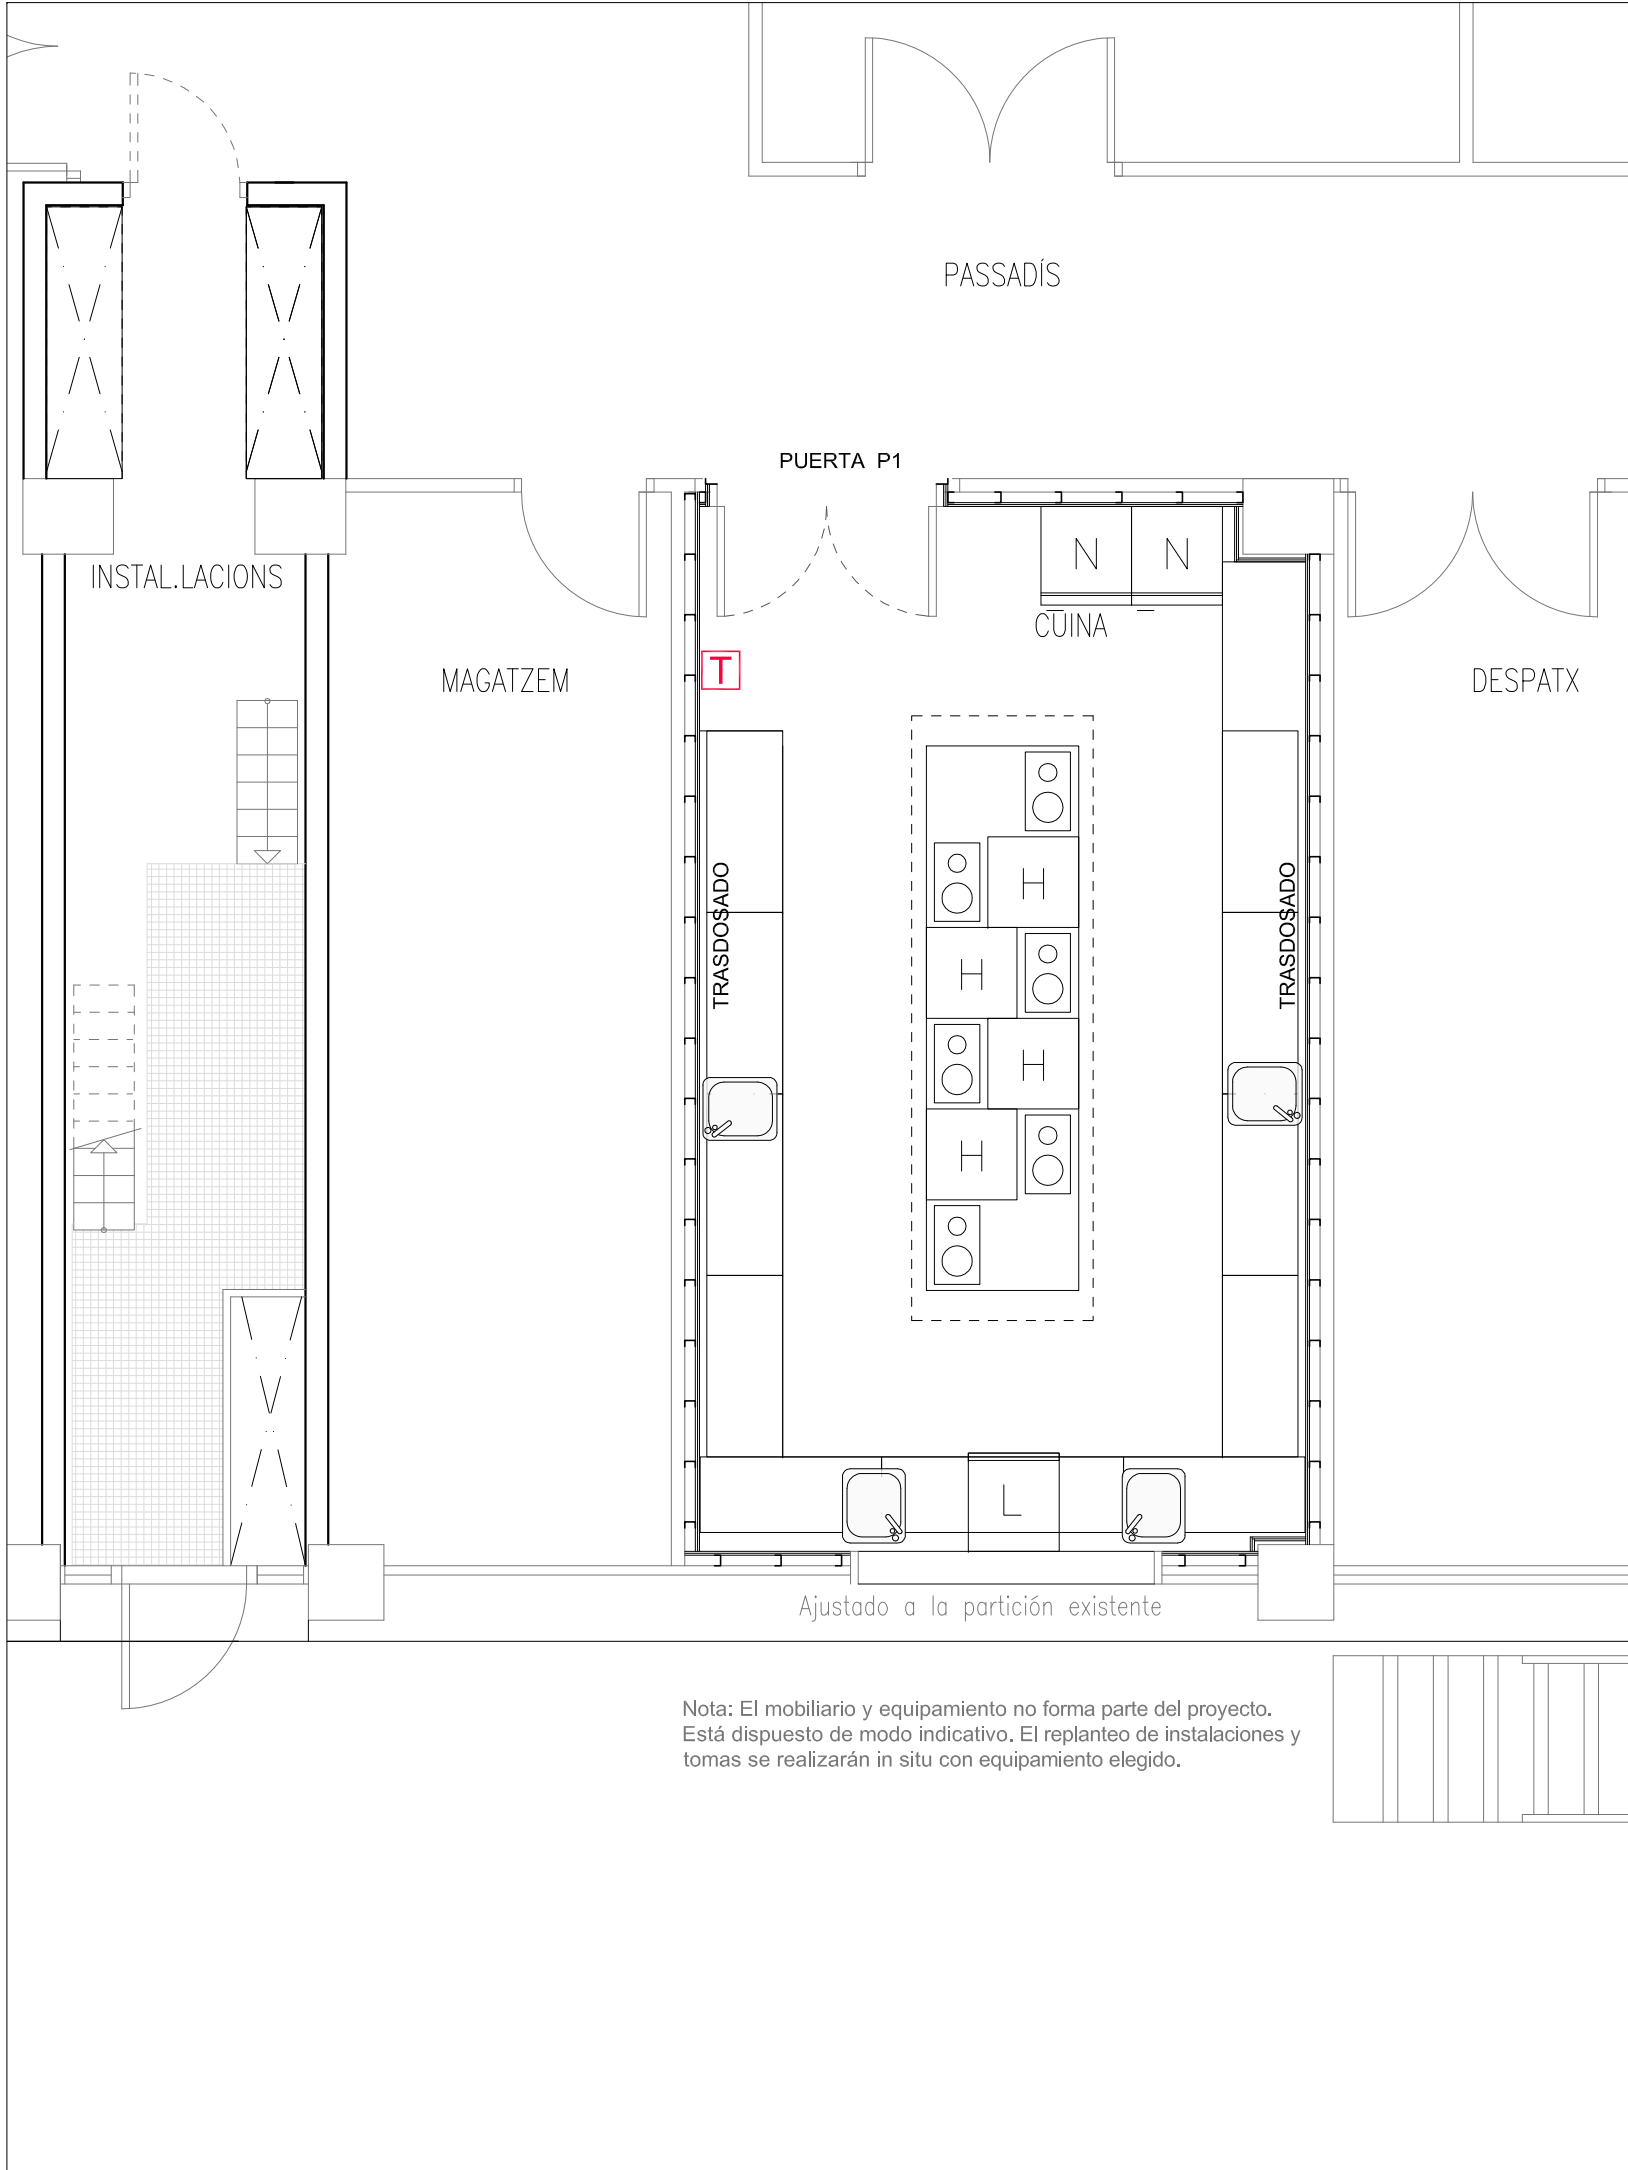 PASSADÍS
PUERTA P1
N
N
INSTAL.LACIONS
CUINA
MAGATZEM
T
DESPATX
TRASDOSADO
H
TRASDOSADO
H
H
H
L
Ajustado a la partición existente
Nota: El mobiliario y equipamiento no forma parte del proyecto.
Está dispuesto de modo indicativo. El replanteo de instalaciones y
tomas se realizarán in situ con equipamiento elegido.